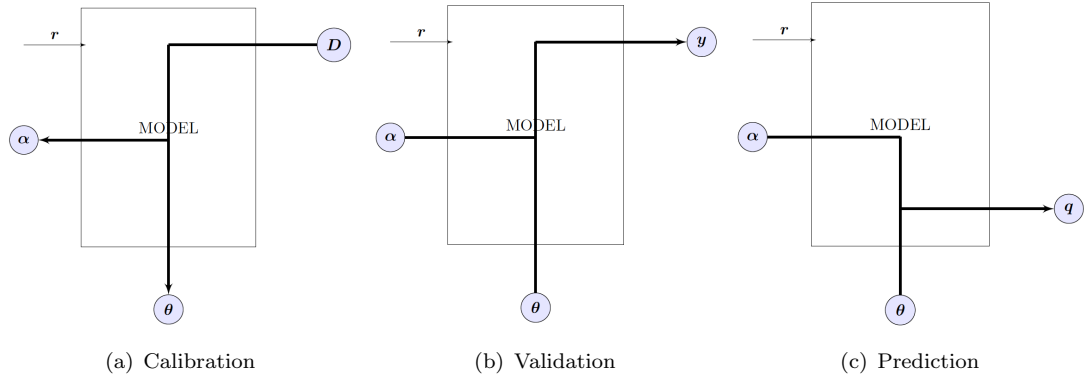 r
D
α
MODEL
θ
(a) Calibration
r
y
α
MODEL
θ
(b) Validation
r
α
MODEL
q
θ
(c) Prediction